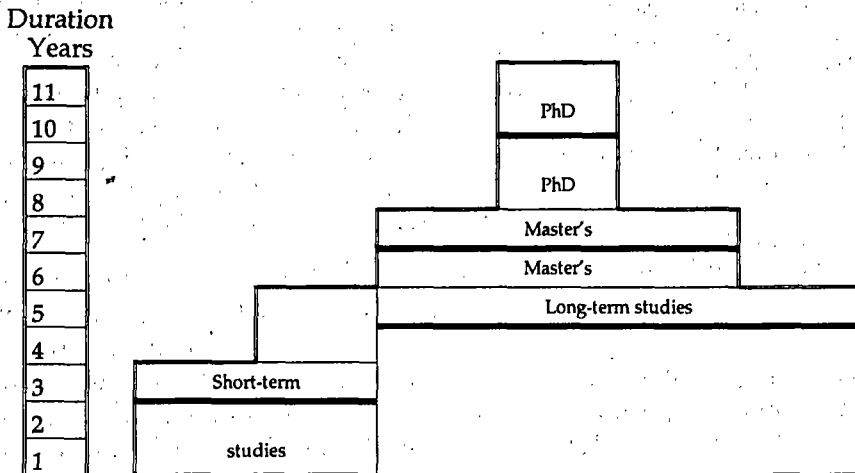 Duration
Years
11
10
9
8
7
6
5
4
3
2
1
PhD
PhD
Master's
Master's
Long-term studies
Short-term
studies